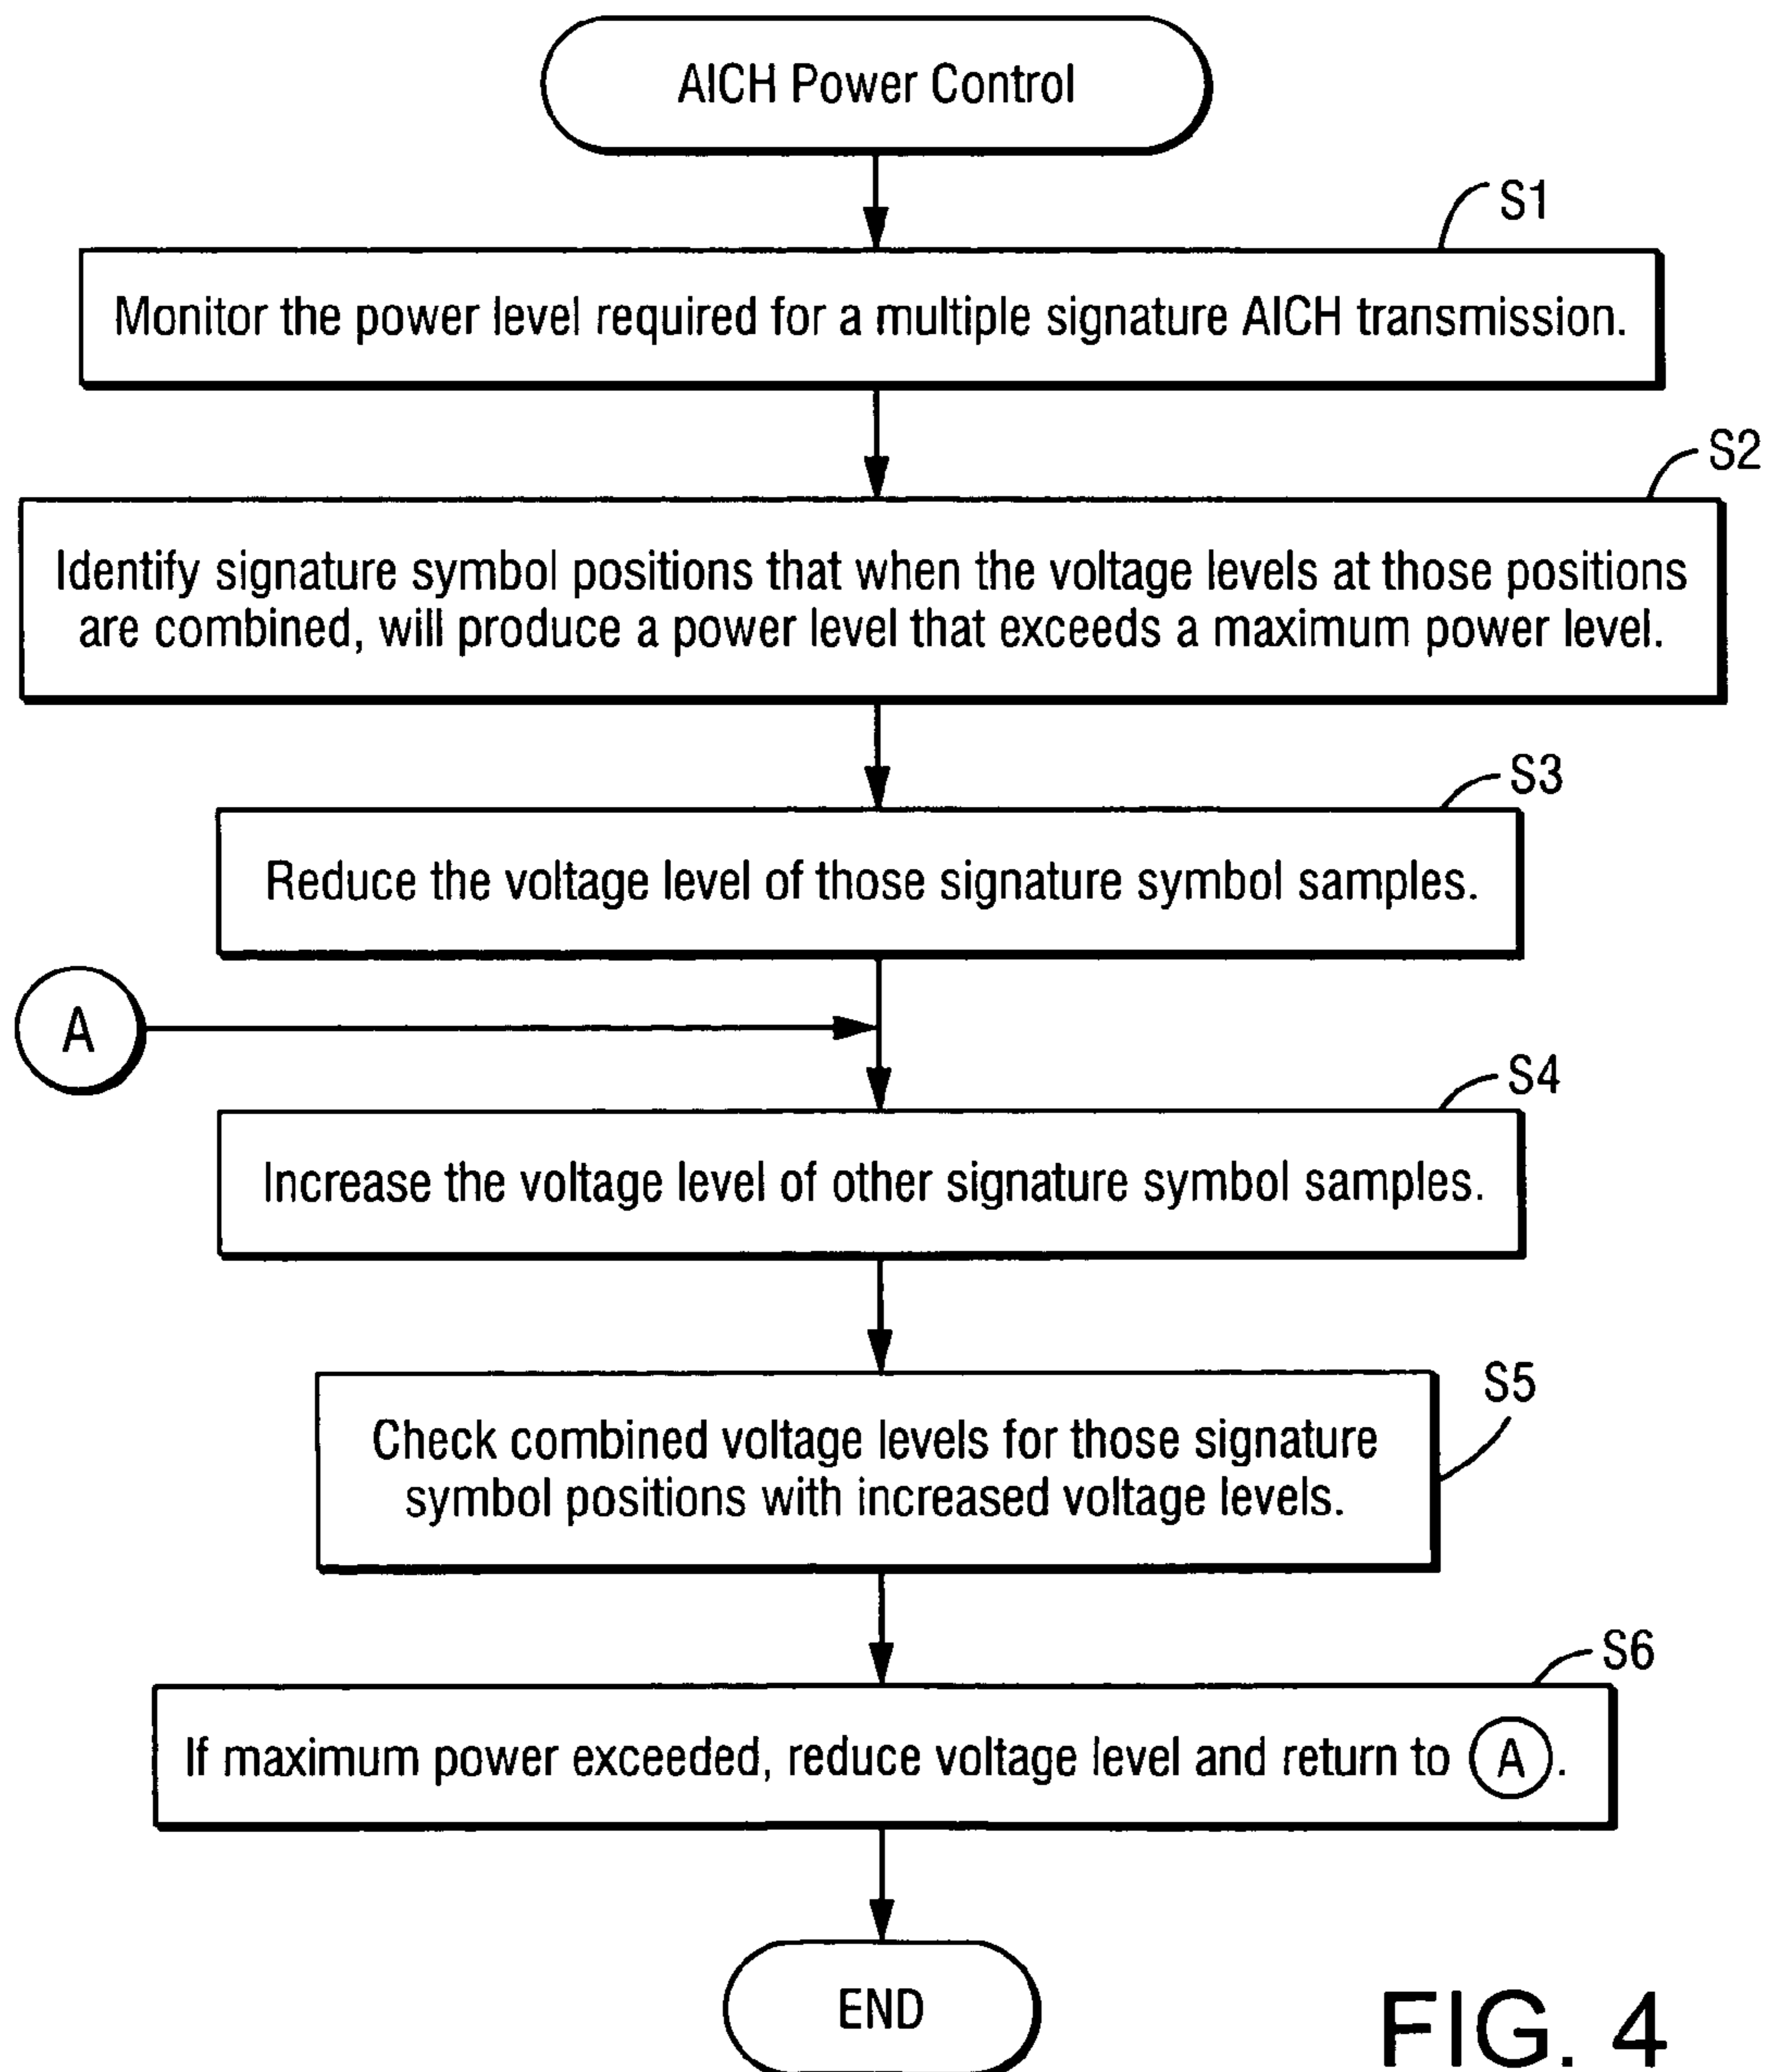 AICH Power Control
S1
Monitor the power level required for a multiple signature AICH transmission.
S2
Identify signature symbol positions that when the voltage levels at those positions
are combined, will produce a power level that exceeds a maximum power level.
S3
Reduce the voltage level of those signature symbol samples.
A
S4
Increase the voltage level of other signature symbol samples.
S5
Check combined voltage levels for those signature
symbol positions with increased voltage levels.
S6
If maximum power exceeded, reduce voltage level and return to A.
END
FIG. 4